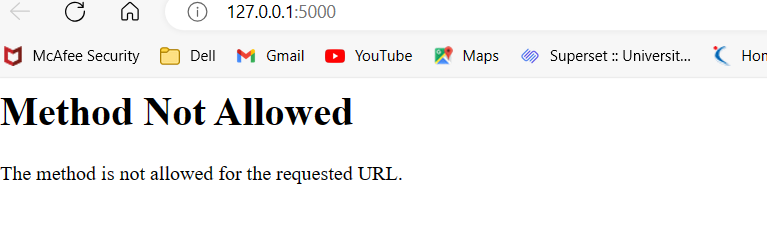 127.0.0.1:5000
McAfee Security Dell Gmail YouTube Maps Superset :: Universit... Hon
Method Not Allowed
The method is not allowed for the requested URL.